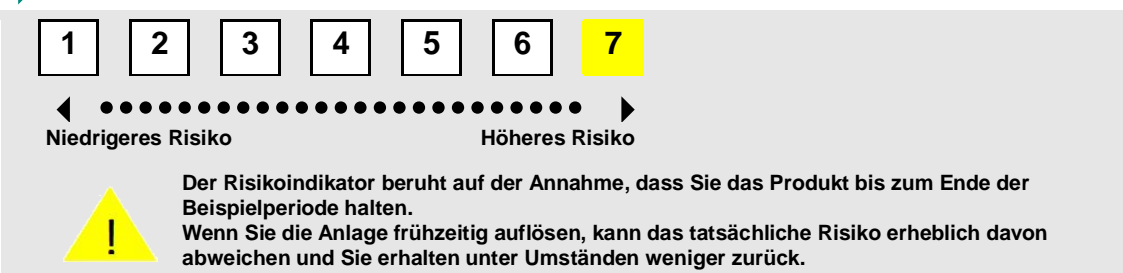 1 2 3 4 5 6 7
Niedrigeres Risiko Höheres Risiko
Der Risikoindikator beruht auf der Annahme, dass Sie das Produkt bis zum Ende der
Beispielperiode halten.
! Wenn Sie die Anlage frühzeitig auflösen, kann das tatsächliche Risiko erheblich davon
abweichen und Sie erhalten unter Umständen weniger zurück.